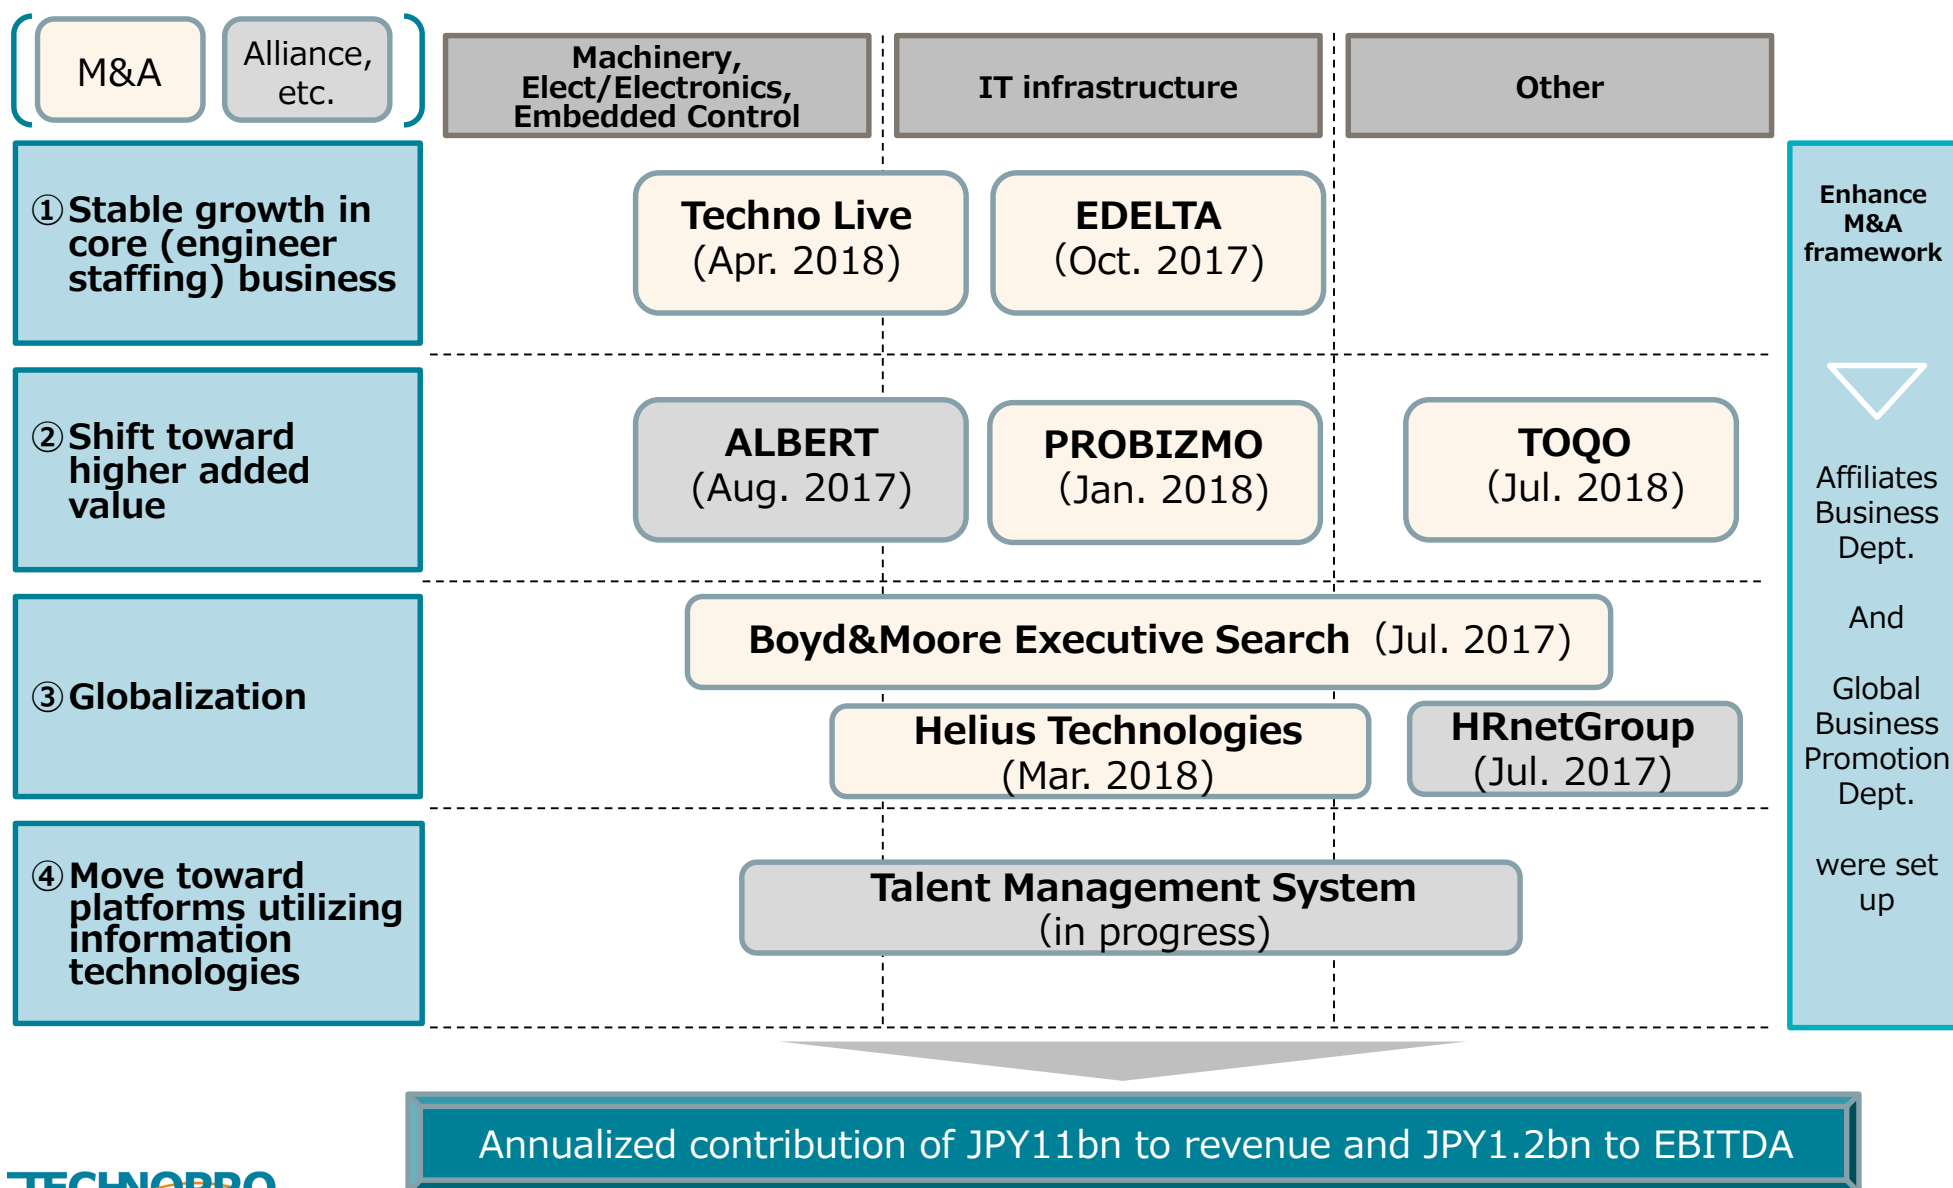 M&A
Alliance,
etc.
Machinery,
Elect/Electronics,
Embedded Control
IT infrastructure
Other
①Stable growth in
core (engineer
staffing) business
Techno Live
(Apr. 2018)
EDELTA
(Oct. 2017)
②Shift toward
higher added
value
ALBERT
(Aug. 2017)
PROBIZMO
(Jan. 2018)
TOQO
(Jul. 2018)
③Globalization
Boyd&Moore Executive Search (Jul. 2017)
Helius Technologies
(Mar. 2018)
HRnetGroup
(Jul. 2017)
④Move toward
platforms utilizing
information
technologies
Talent Management System
(in progress)
Enhance
M&A
framework
Affiliates
Business
Dept.
And
Global
Business
Promotion
Dept.
were set
up
Annualized contribution of JPY11bn to revenue and JPY1.2bn to EBITDA
TECHNOPRO